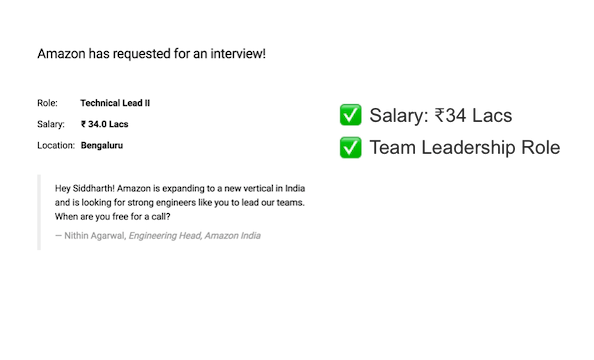 Amazon has requested for an interview!
Role: Technical Lead II
Salary: ₹ 34.0 Lacs
Location: Bengaluru
Hey Siddharth! Amazon is expanding to a new vertical in India
and is looking for strong engineers like you to lead our teams.
When are you free for a call?
— Nithin Agarwal, Engineering Head, Amazon India
✅ Salary: ₹34 Lacs
✅ Team Leadership Role